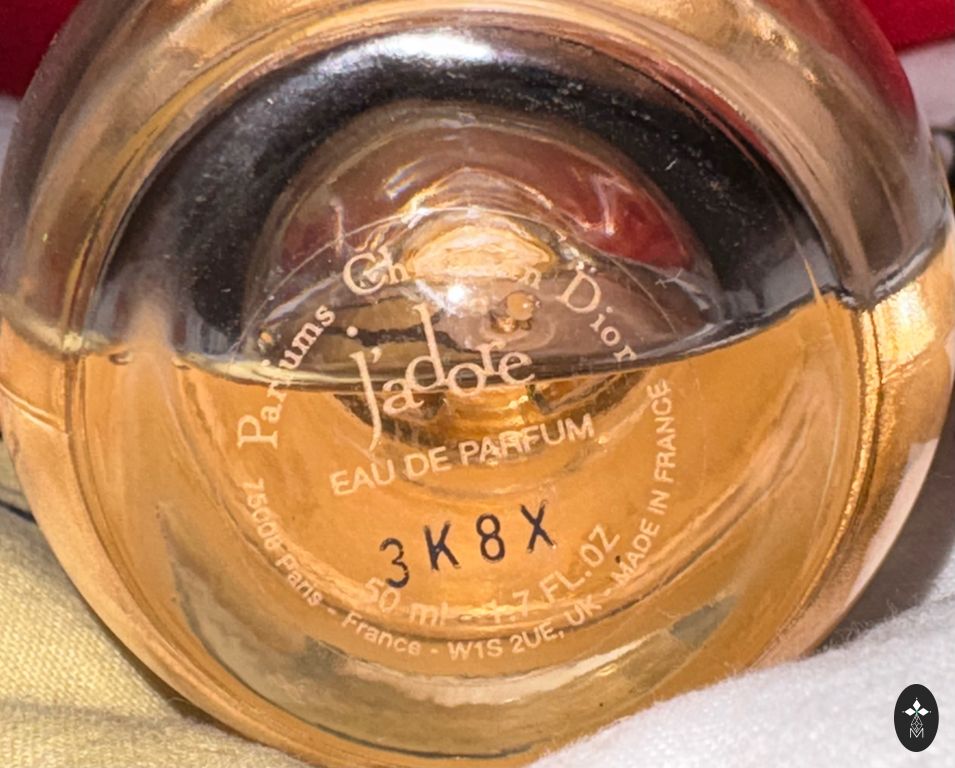 Parfums Ch n Dior
J'adore
EAU DE PARFUM
3K8X
50 ml - 1.7 FL.OZ
75008 Paris - France - W1S 2UE, UK - MADE IN FRANCE